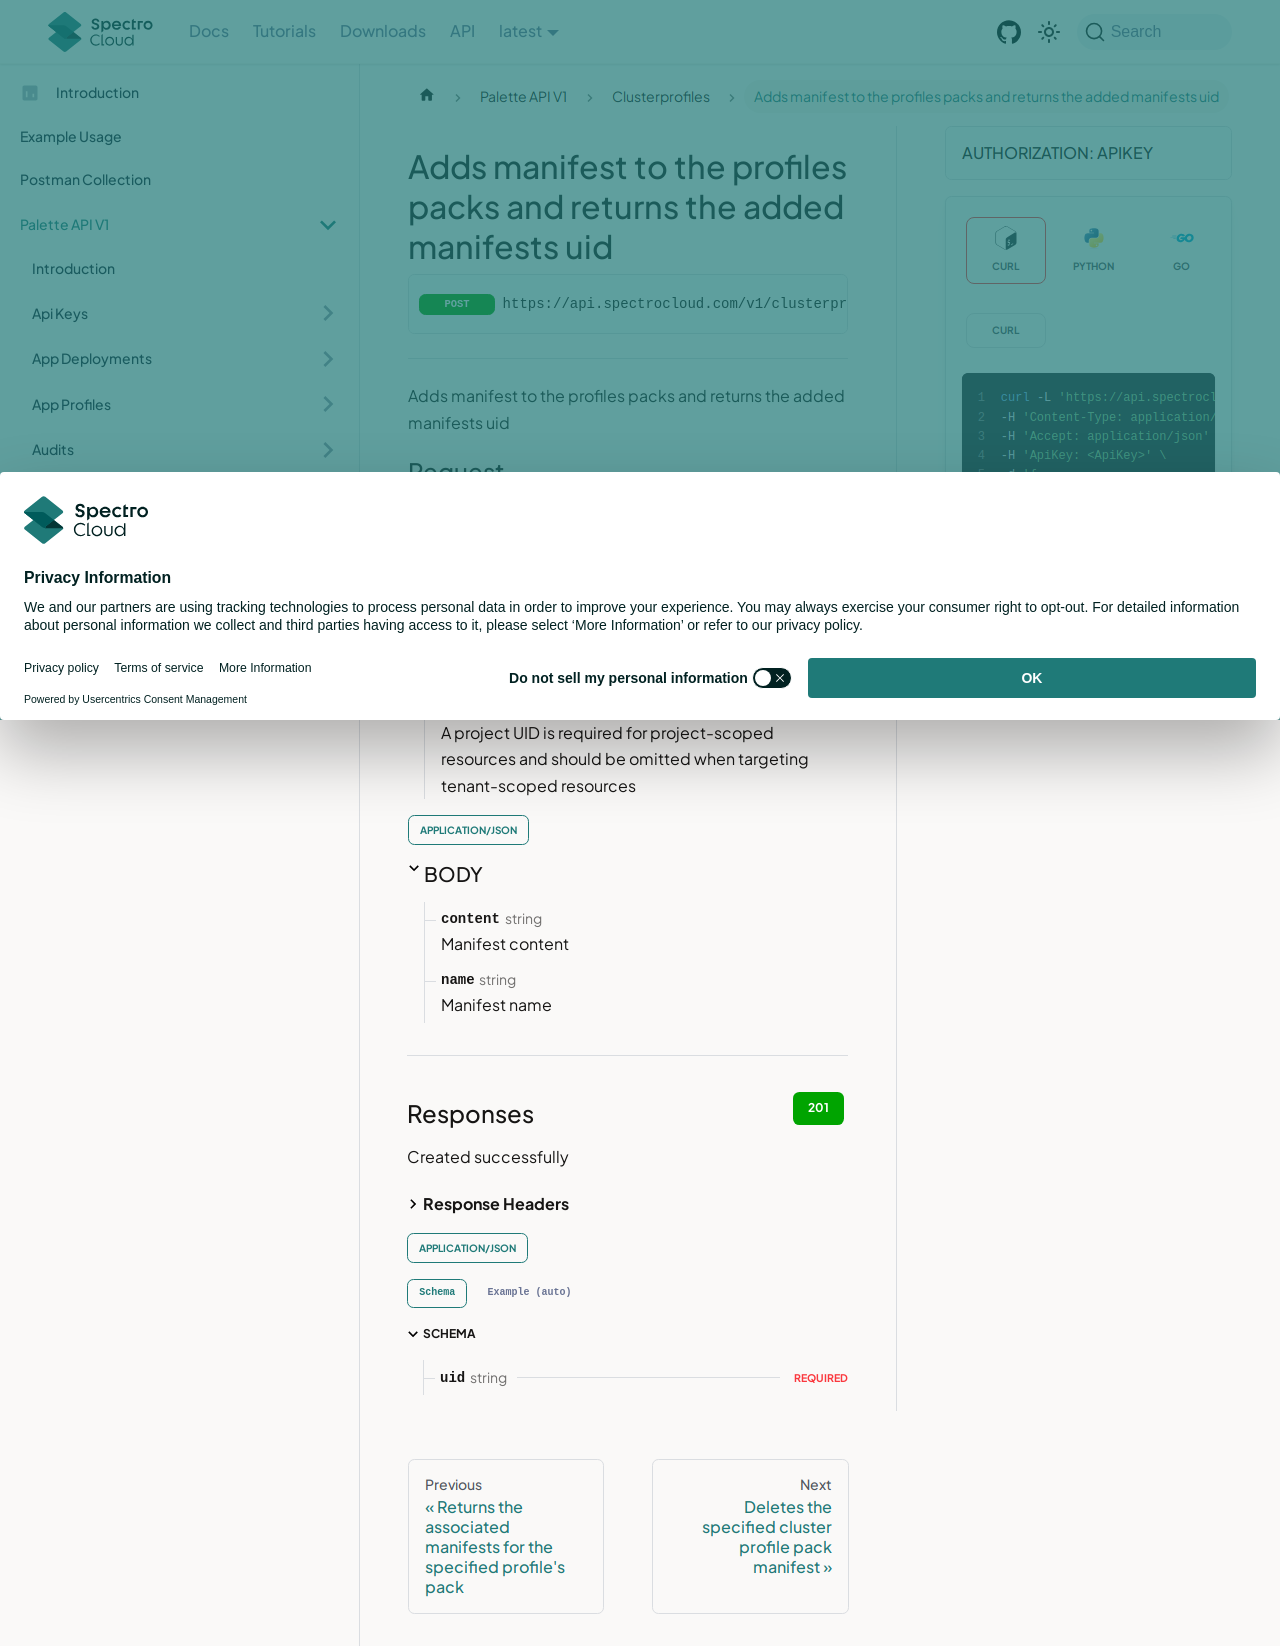 Spectro Cloud
Docs
Tutorials
Downloads
API
latest
Search
Introduction
Example Usage
Postman Collection
Palette API V1
Introduction
Api Keys
App Deployments
App Profiles
Audits
Palette API V1
Clusterprofiles
Adds manifest to the profiles packs and returns the added manifests uid
Adds manifest to the profiles
packs and returns the added
manifests uid
POST https://api.spectrocloud.com/v1/clusterpr
Adds manifest to the profiles packs and returns the added
manifests uid
Request
AUTHORIZATION: APIKEY
CURL
PYTHON
GO
CURL
1 curl -L 'https://api.spectrocl
2 -H 'Content-Type: application/
3 -H 'Accept: application/json'
4 -H 'ApiKey: <ApiKey>' \
Spectro
Cloud
Privacy Information
We and our partners are using tracking technologies to process personal data in order to improve your experience. You may always exercise your consumer right to opt-out. For detailed information
about personal information we collect and third parties having access to it, please select ‘More Information’ or refer to our privacy policy.
Privacy policy
Terms of service
More Information
Powered by Usercentrics Consent Management
Do not sell my personal information
OK
A project UID is required for project-scoped
resources and should be omitted when targeting
tenant-scoped resources
APPLICATION/JSON
BODY
content string
Manifest content
name string
Manifest name
Responses
201
Created successfully
Response Headers
APPLICATION/JSON
Schema
Example (auto)
SCHEMA
uid string REQUIRED
Previous
« Returns the
associated
manifests for the
specified profile's
pack
Next
Deletes the
specified cluster
profile pack
manifest »